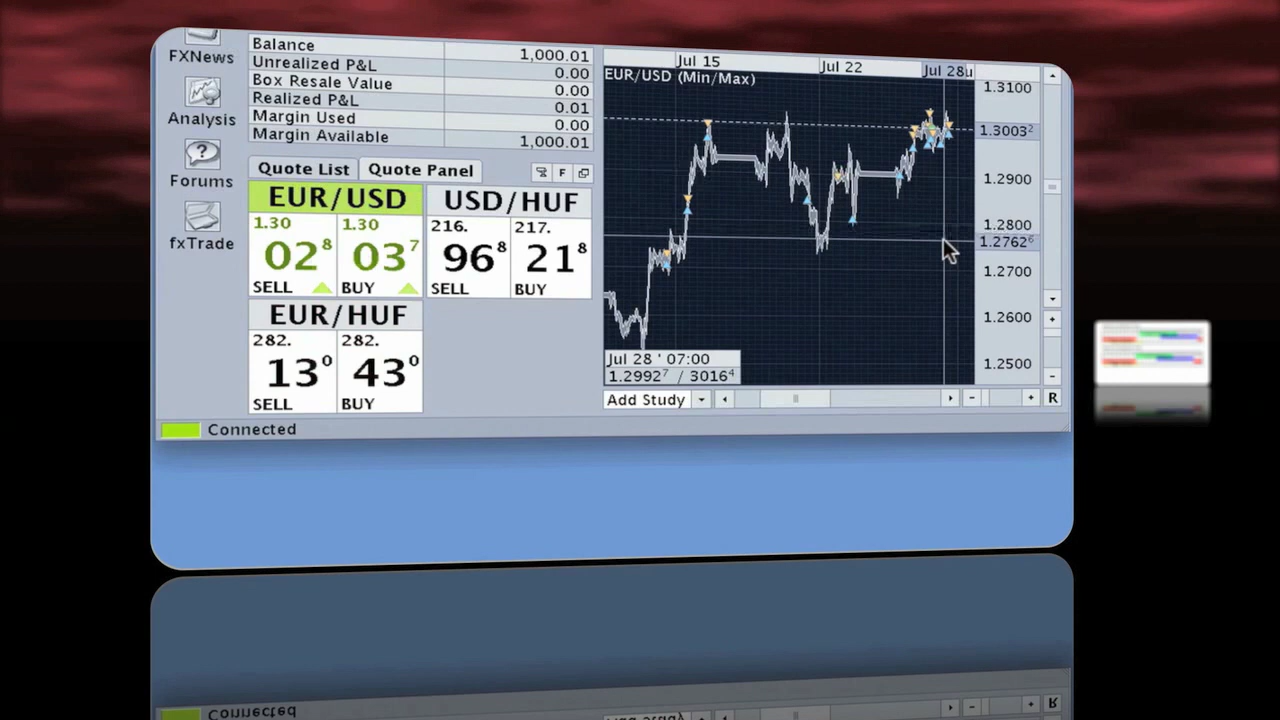 FXNews
Analysis
Forums
fxTrade
Balance 1,000.01
Unrealized P&L 0.00
Box Resale Value 0.00
Realized P&L 0.01
Margin Used 0.00
Margin Available 1,000.01
Quote List Quote Panel F
EUR/USD USD/HUF
1.30 1.30 216. 217.
02⁸ 03⁷ 96⁸ 21⁸
SELL BUY SELL BUY
EUR/HUF
282. 282.
13⁰ 43⁰
SELL BUY
Jul 15 Jul 22 Jul 28
EUR/USD (Min/Max)
1.3100
1.3003²
1.2900
1.2800
1.2762⁶
1.2700
1.2600
1.2500
Jul 28 ' 07:00
1.2992⁷ / 3016⁴
Add Study - + R
Connected